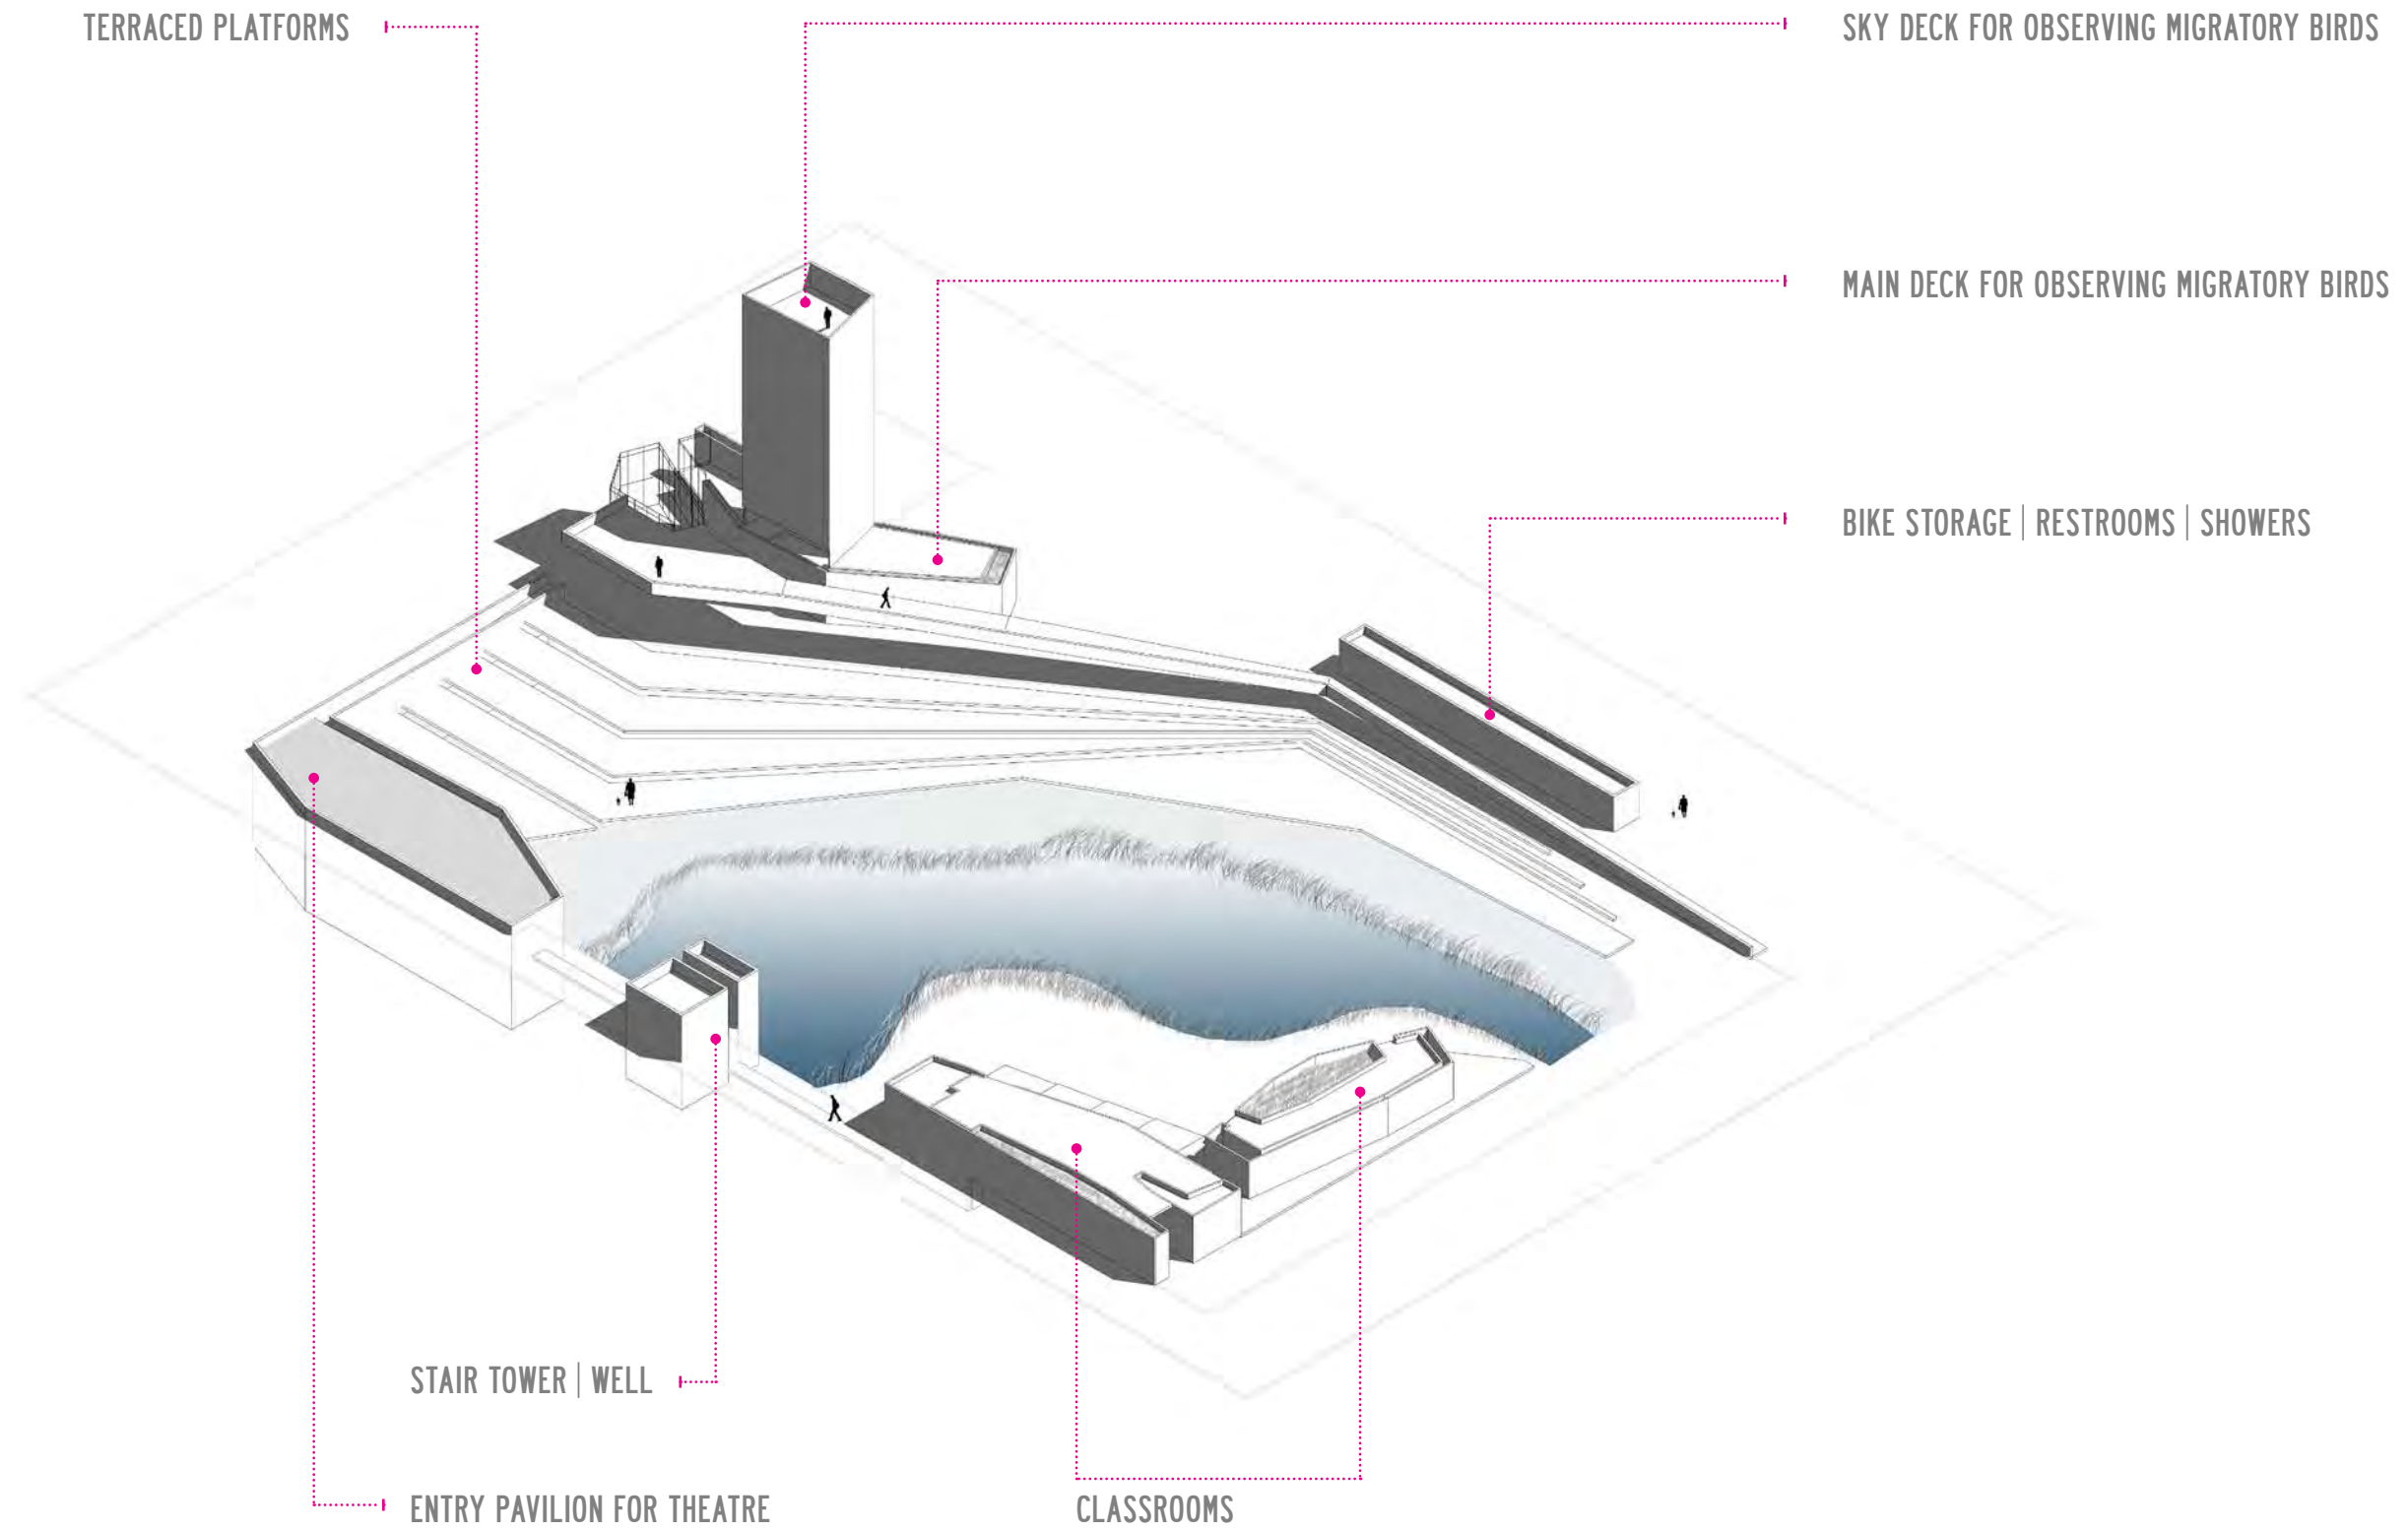 TERRACED PLATFORMS
SKY DECK FOR OBSERVING MIGRATORY BIRDS
MAIN DECK FOR OBSERVING MIGRATORY BIRDS
BIKE STORAGE | RESTROOMS | SHOWERS
STAIR TOWER | WELL
ENTRY PAVILION FOR THEATRE
CLASSROOMS